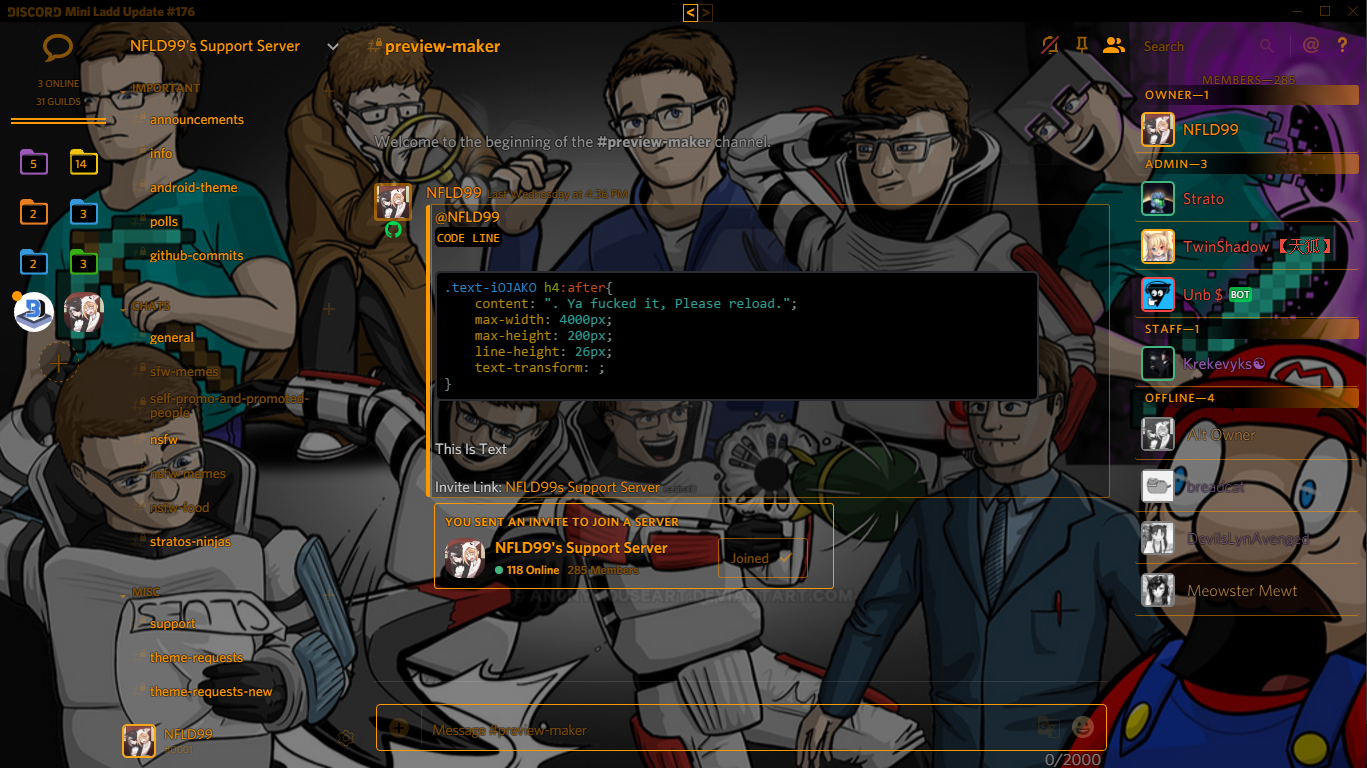 DISCORD Mini Ladd Update #176
< >
3 ONLINE
31 GUILDS
5
14
2
3
2
3
NFLD99's Support Server
IMPORTANT
announcements
info
android-theme
polls
github-commits
CHATS
general
sfw-memes
self-promo-and-promoted-
people
nsfw
nsfw-memes
nsfw-food
stratos-ninjas
MISC
support
theme-requests
theme-requests-new
NFLD99
#0001
preview-maker
Search
@ ?
Welcome to the beginning of the #preview-maker channel.
NFLD99 Last Wednesday at 4:36 PM
@NFLD99
CODE LINE
.text-iOJAKO h4:after{
content: ". Ya fucked it, Please reload.";
max-width: 4000px;
max-height: 200px;
line-height: 26px;
text-transform: ;
}
This Is Text
Invite Link: NFLD99s Support Server (edited)
YOU SENT AN INVITE TO JOIN A SERVER
NFLD99's Support Server
118 Online 285 Members
Joined
Message #preview-maker
0/2000
MEMBERS—285
OWNER—1
NFLD99
ADMIN—3
Strato
TwinShadow 【天狐】
Unb $ BOT
STAFF—1
Krekevyks☯
OFFLINE—4
Alt Owner
breadcat
DevilsLynAvenged
Meowster Mewt